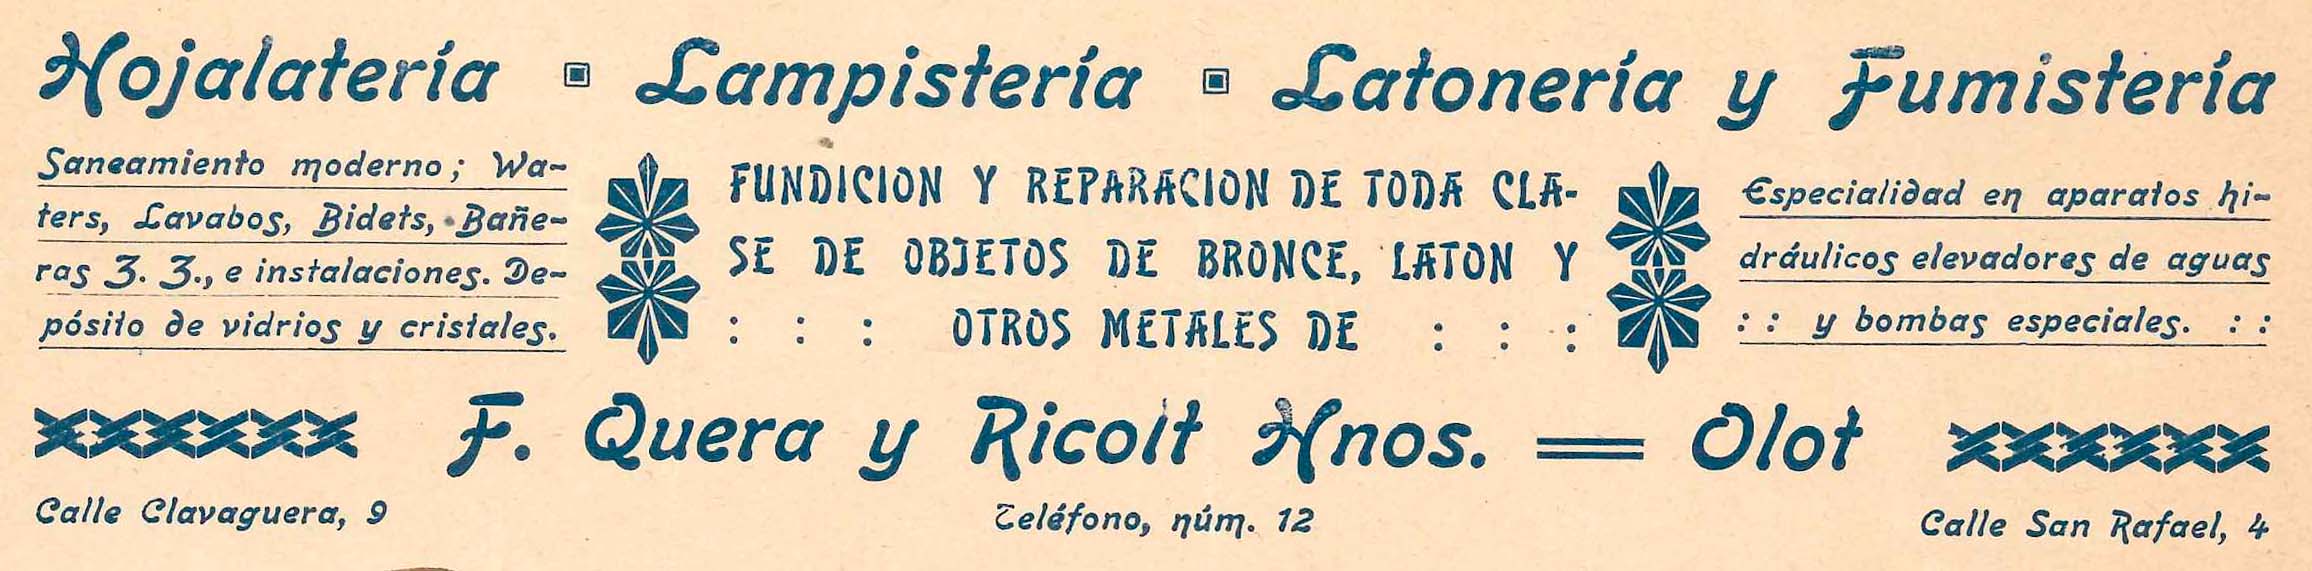 Hojalatería ▣ Lampistería ▣ Latonería y Fumistería
Saneamiento moderno; Wa-
ters, Lavabos, Bidets, Bañe-
ras Z. Z., e instalaciones. De-
pósito de vidrios y cristales.
FUNDICION Y REPARACION DE TODA CLA-
SE DE OBJETOS DE BRONCE, LATON Y
: : : OTROS METALES DE : : :
Especialidad en aparatos hi-
dráulicos elevadores de aguas
: : y bombas especiales. : :
F. Quera y Ricolt Hnos. = Olot
Calle Clavaguera, 9
Teléfono, núm. 12
Calle San Rafael, 4